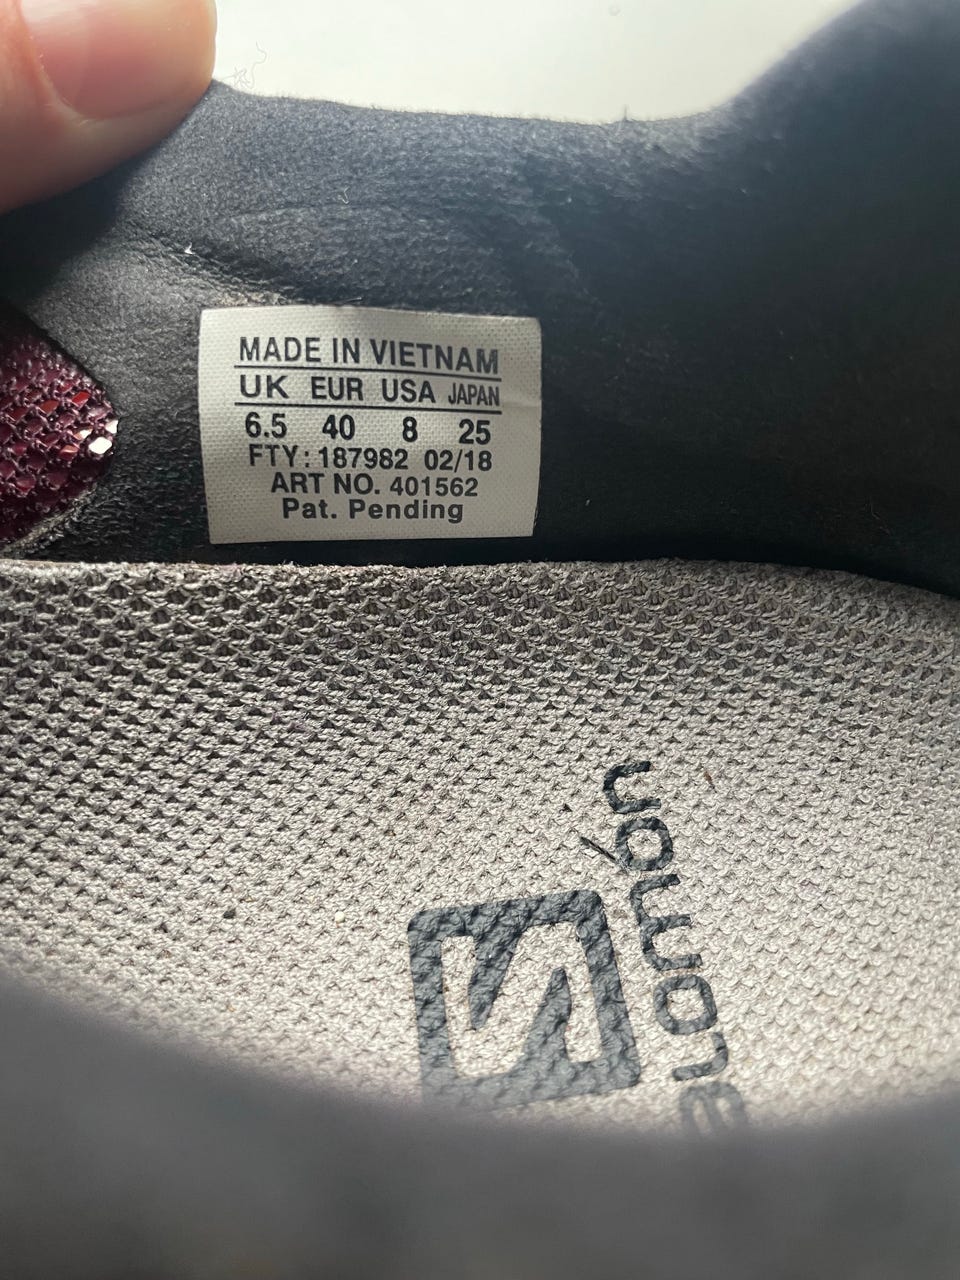 MADE IN VIETNAM
UK EUR USA JAPAN
6.5 40 8 25
FTY: 187982 02/18
ART NO. 401562
Pat. Pending